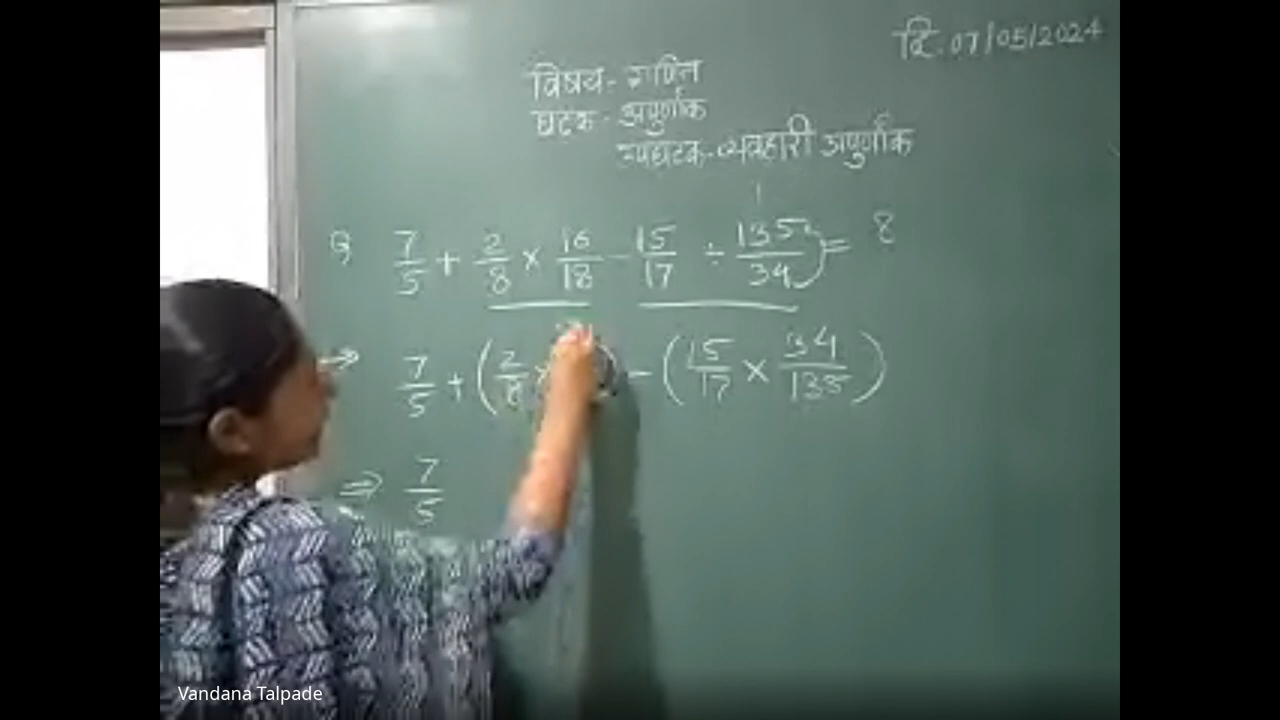 दि. 07/05/2024
विषय - गणित
घटक - अपुर्णांक
उपघटक - व्यवहारी अपुर्णांक
Q 7/5 + 2/8 × 16/18 - 15/17 ÷ 135/34 ) = 8
⇒ 7/5 + ( 2/8 × ) - ( 15/17 × 34/135 )
⇒ 7/5
Vandana Talpade